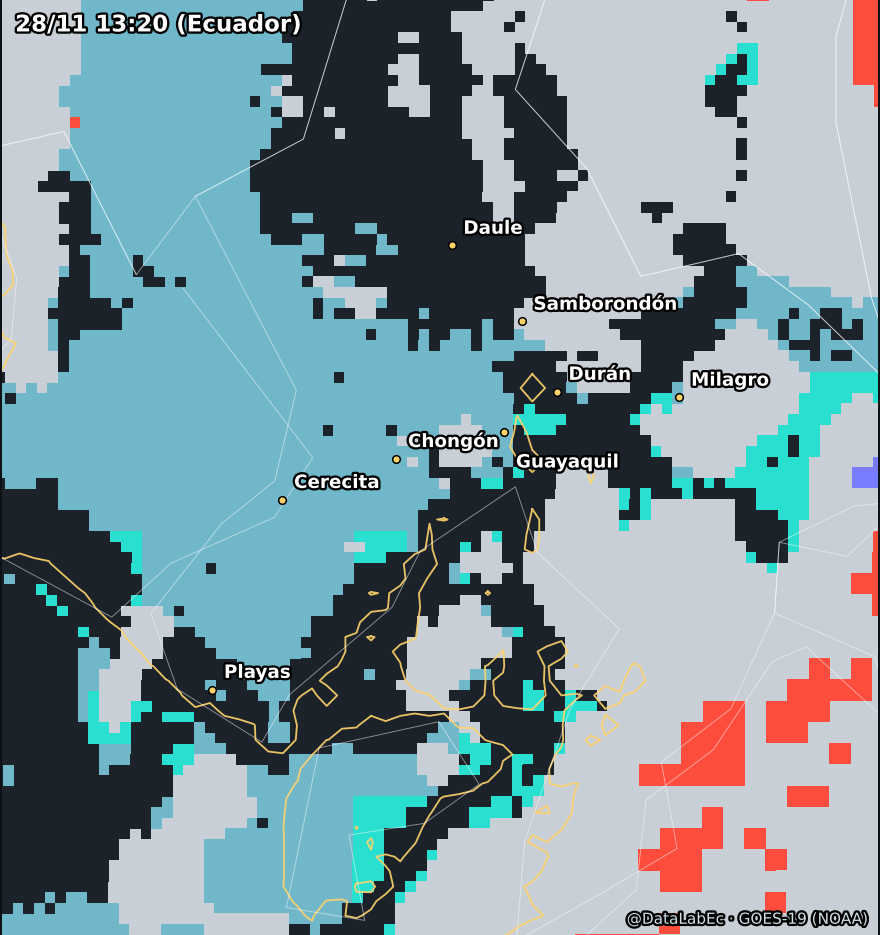 28/11 13:20 (Ecuador)
Daule
Samborondón
Durán
Milagro
Chongón
Guayaquil
Cerecita
Playas
@DataLabEc · GOES-19 (NOAA)